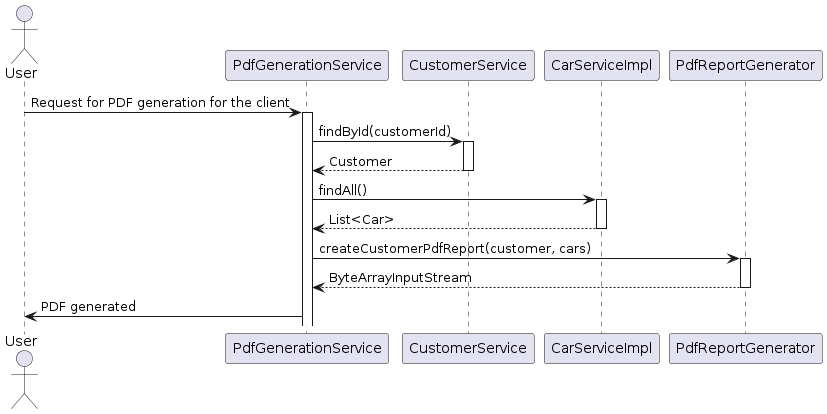 User
PdfGenerationService
CustomerService
CarServiceImpl
PdfReportGenerator
Request for PDF generation for the client
findById(customerId)
Customer
findAll()
List<Car>
createCustomerPdfReport(customer, cars)
ByteArrayInputStream
PDF generated
User
PdfGenerationService
CustomerService
CarServiceImpl
PdfReportGenerator